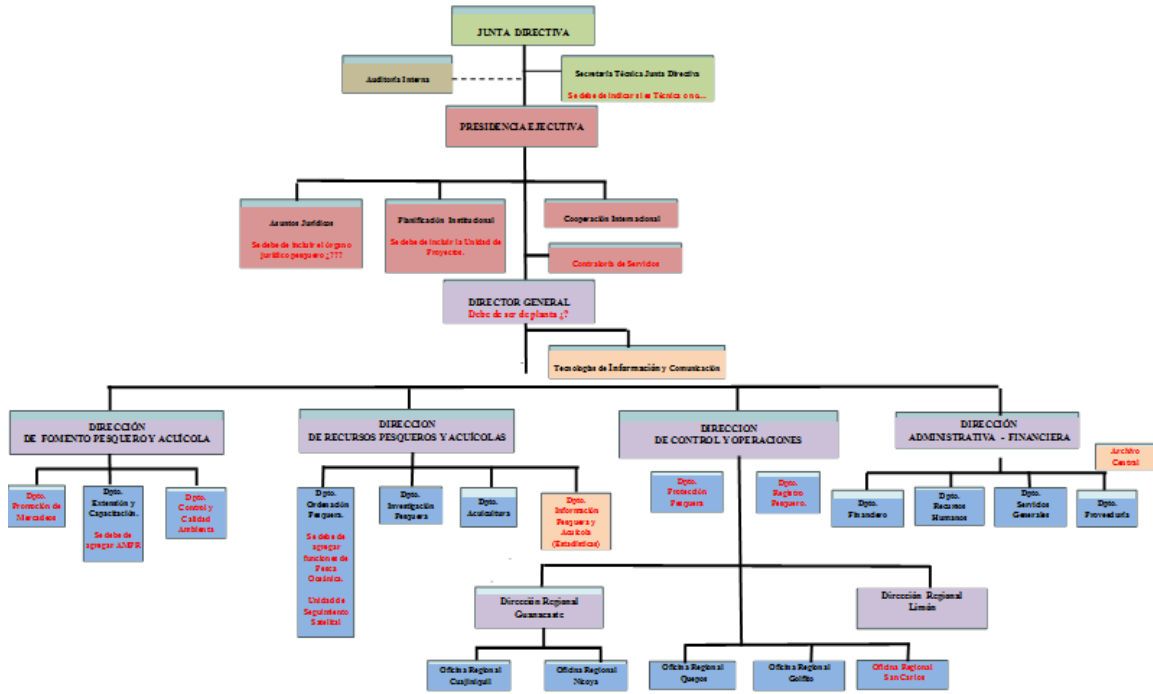 JUNTA DIRECTIVA
Auditoría Interna
Secretaría Técnica Junta Directiva
Se debe de indicar si es Técnica o no...
PRESIDENCIA EJECUTIVA
Asuntos Jurídicos
Se debe de incluir el órgano
jurídico pesquero ¿???
Planificación Institucional
Se debe de incluir la Unidad de
Proyectos.
Cooperación Internacional
Contraloría de Servicios
DIRECTOR GENERAL
Debe de ser de planta ¿?
Tecnologías de Información y Comunicación
DIRECCIÓN
DE FOMENTO PESQUERO Y ACUÍCOLA
DIRECCION
DE RECURSOS PESQUEROS Y ACUÍCOLAS
DIRECCION
DE CONTROL Y OPERACIONES
DIRECCIÓN
ADMINISTRATIVA - FINANCIERA
Archivo
Central
Dpto.
Promoción de
Mercadeos
Dpto.
Extensión y
Capacitación.
Se debe de
agregar AMPR
Dpto.
Control y
Calidad
Ambienta
Dpto.
Ordenación
Pesquera.
Se debe de
agregar
funciones de
Pesca
Oceánica.
Unidad de
Seguimiento
Satelital
Dpto.
Investigación
Pesquera
Dpto.
Acuicultura
Dpto.
Información
Pesquera y
Acuícola
(Estadísticas)
Dpto.
Protección
Pesquera
Dpto.
Registro
Pesquero.
Dpto.
Financiero
Dpto.
Recursos
Humanos
Dpto.
Servicios
Generales
Dpto.
Proveeduría
Dirección Regional
Guanacaste
Dirección Regional
Limón
Oficina Regional
Cuajiniquil
Oficina Regional
Nicoya
Oficina Regional
Quepos
Oficina Regional
Golfito
Oficina Regional
San Carlos